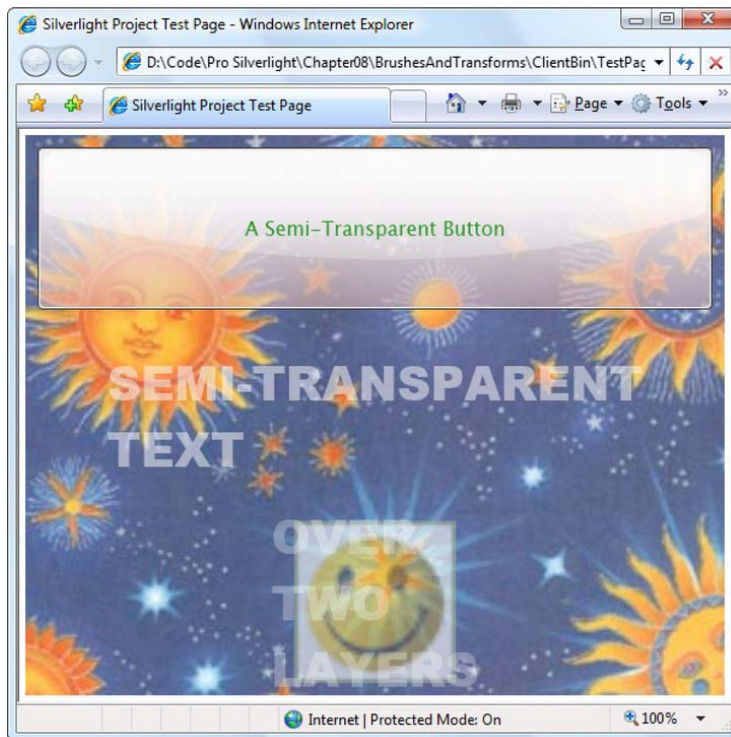 Silverlight Project Test Page - Windows Internet Explorer
D:\Code\Pro Silverlight\Chapter08\BrushesAndTransforms\ClientBin\TestPag
Silverlight Project Test Page
Page
Tools
A Semi-Transparent Button
SEMI-TRANSPARENT
TEXT
OVER
TWO
LAYERS
Internet | Protected Mode: On
100%